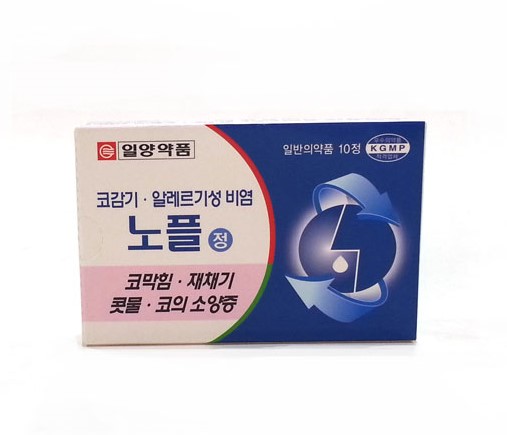 일양약품
일반의약품 10정
KGMP
코감기 · 알레르기성 비염
노플 정
코막힘 · 재채기
콧물 · 코의 소양증